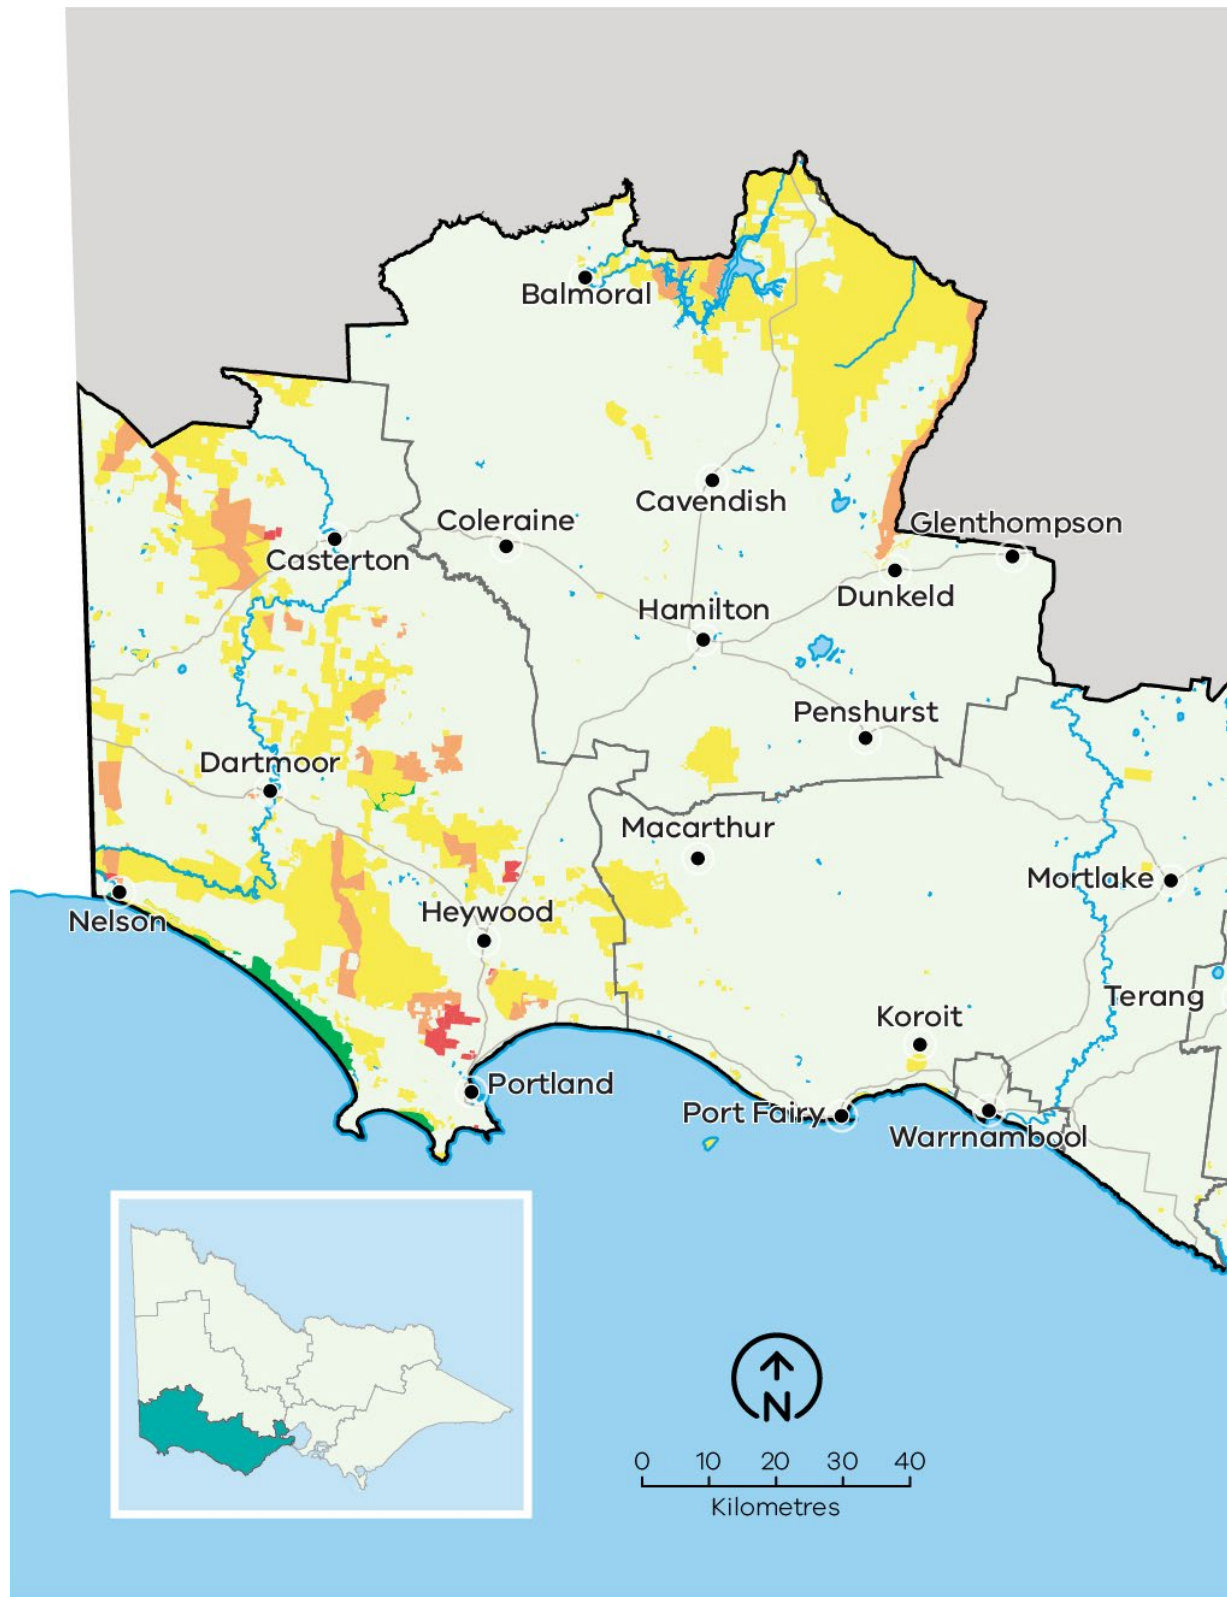 Balmoral
Cavendish
Coleraine
Glenthompson
Casterton
Dunkeld
Hamilton
Penshurst
Dartmoor
Macarthur
Mortlake
Nelson
Heywood
Terang
Koroit
Portland
Port Fairy
Warrnambool
N
0 10 20 30 40
Kilometres